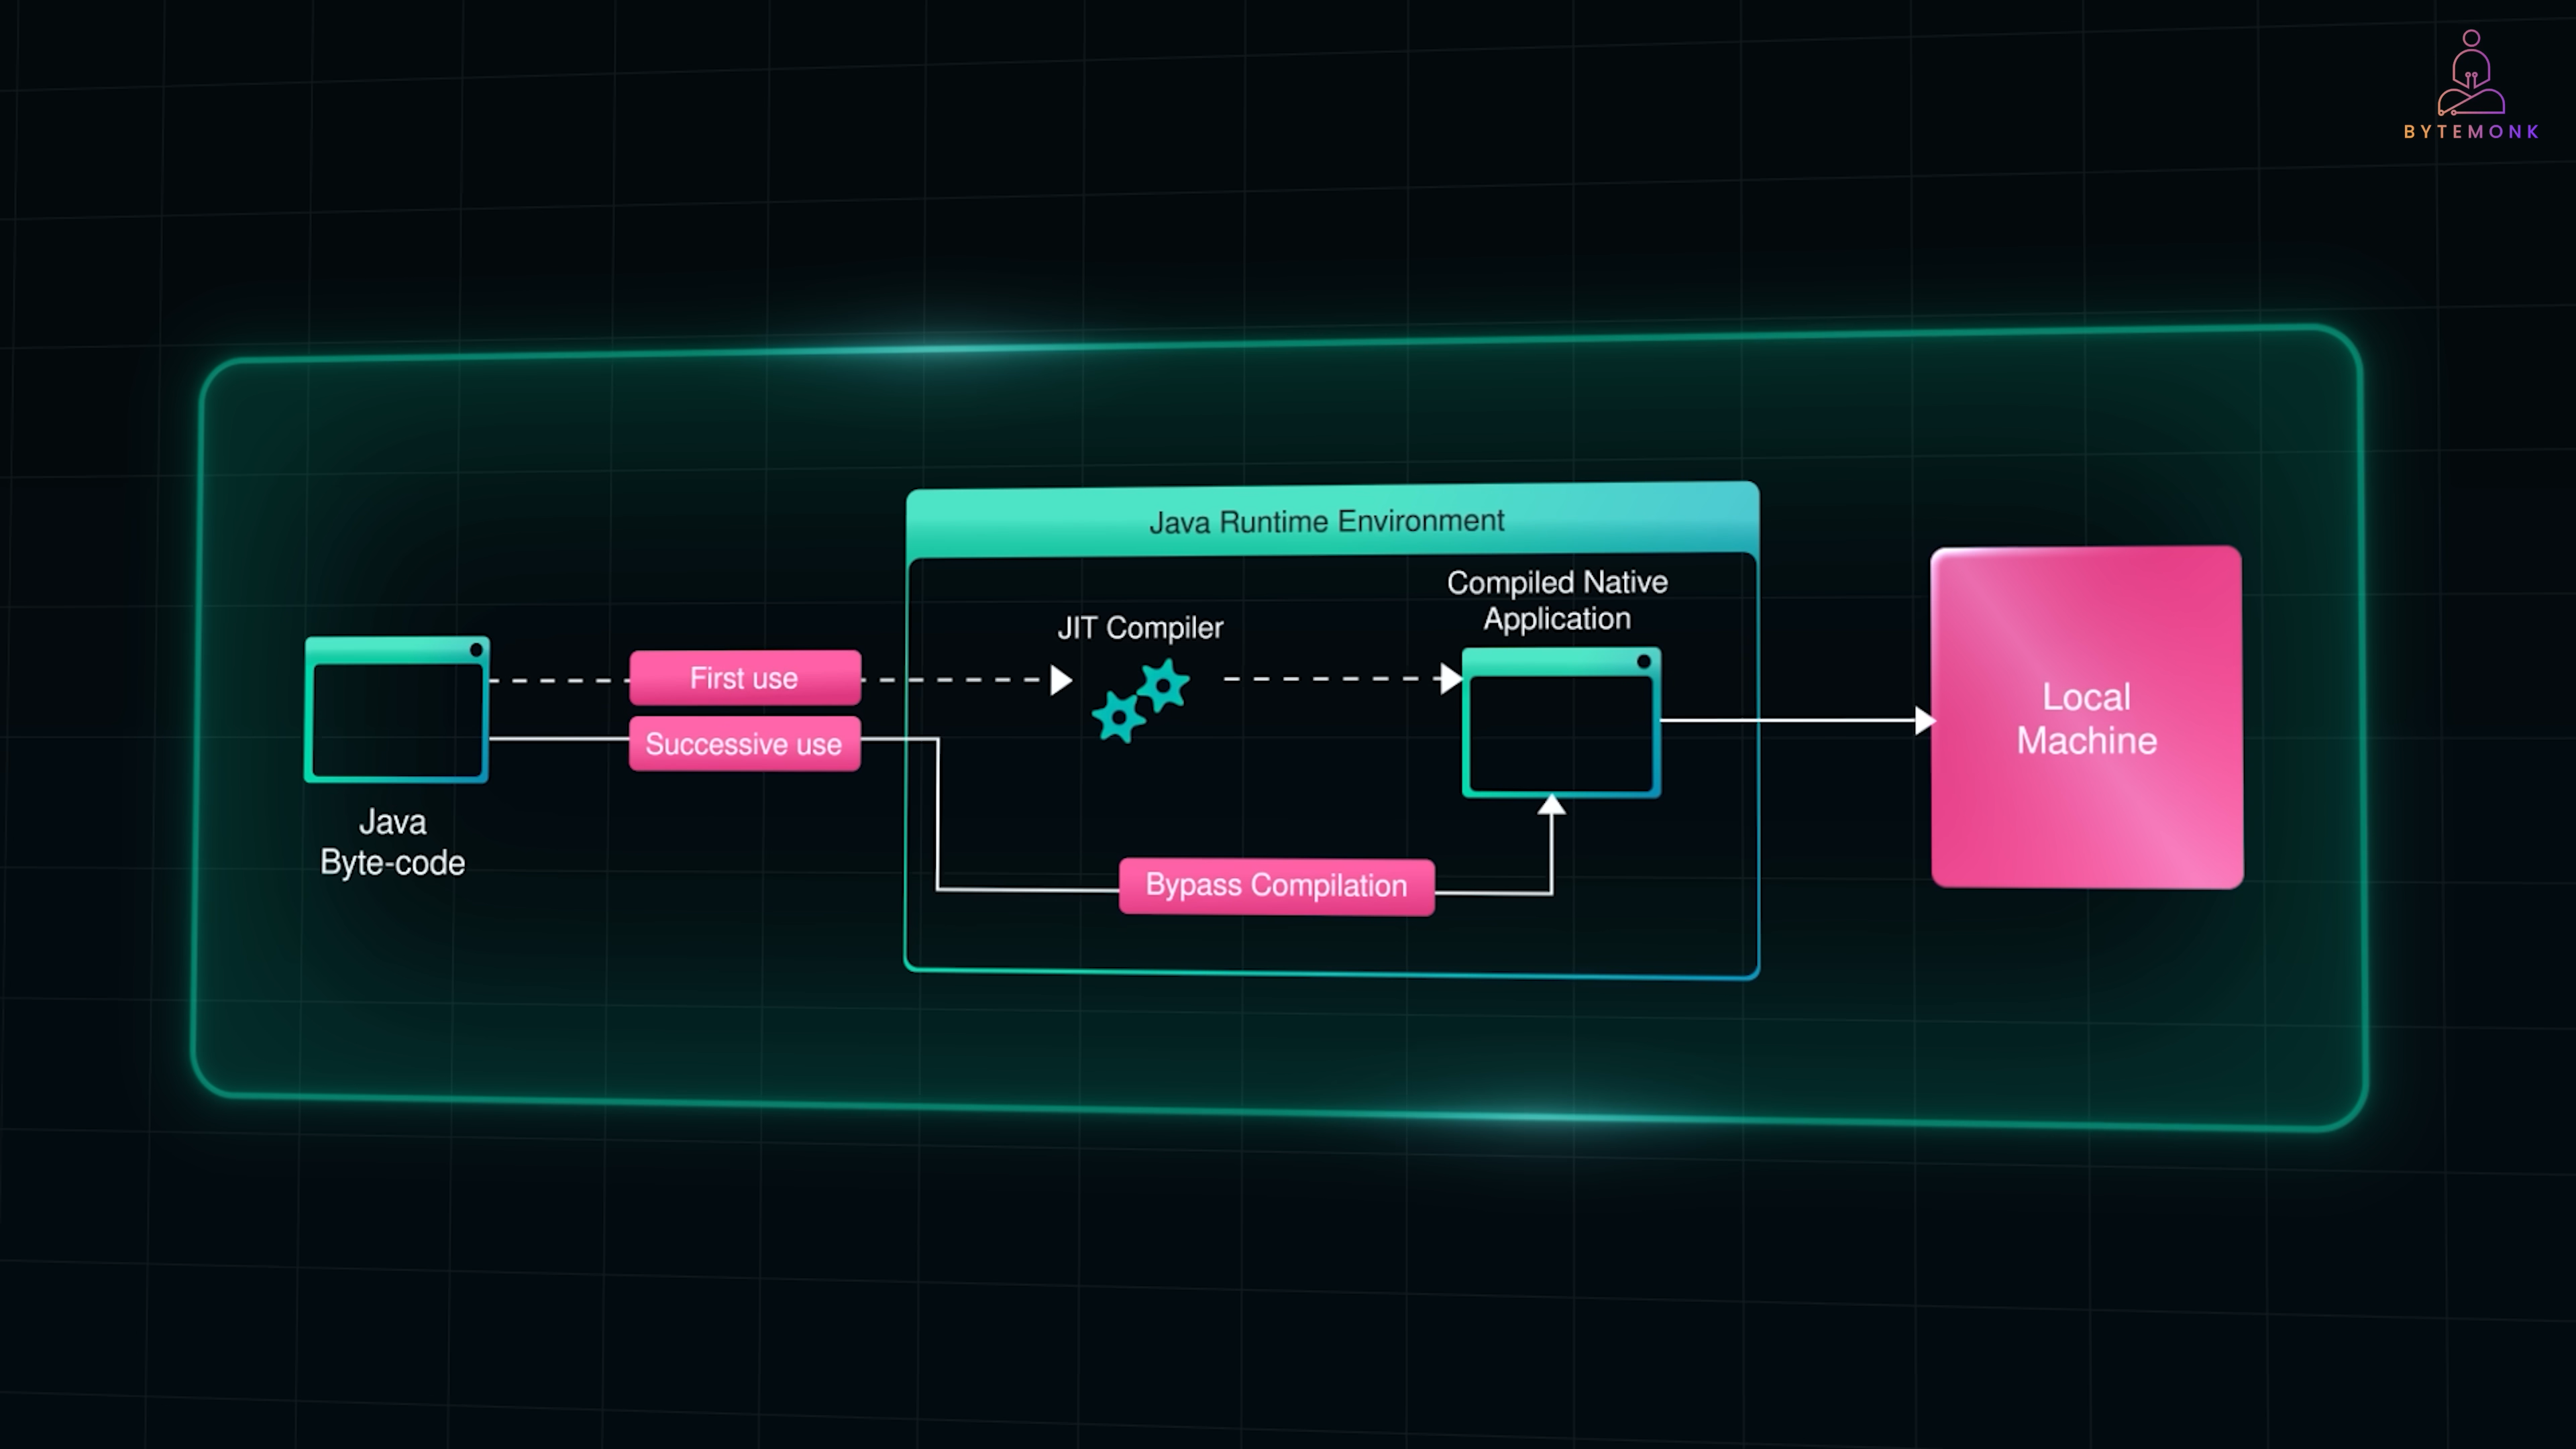 BYTEMONK
Java Runtime Environment
Compiled Native
Application
JIT Compiler
First use
Successive use
Local
Machine
Java
Byte-code
Bypass Compilation